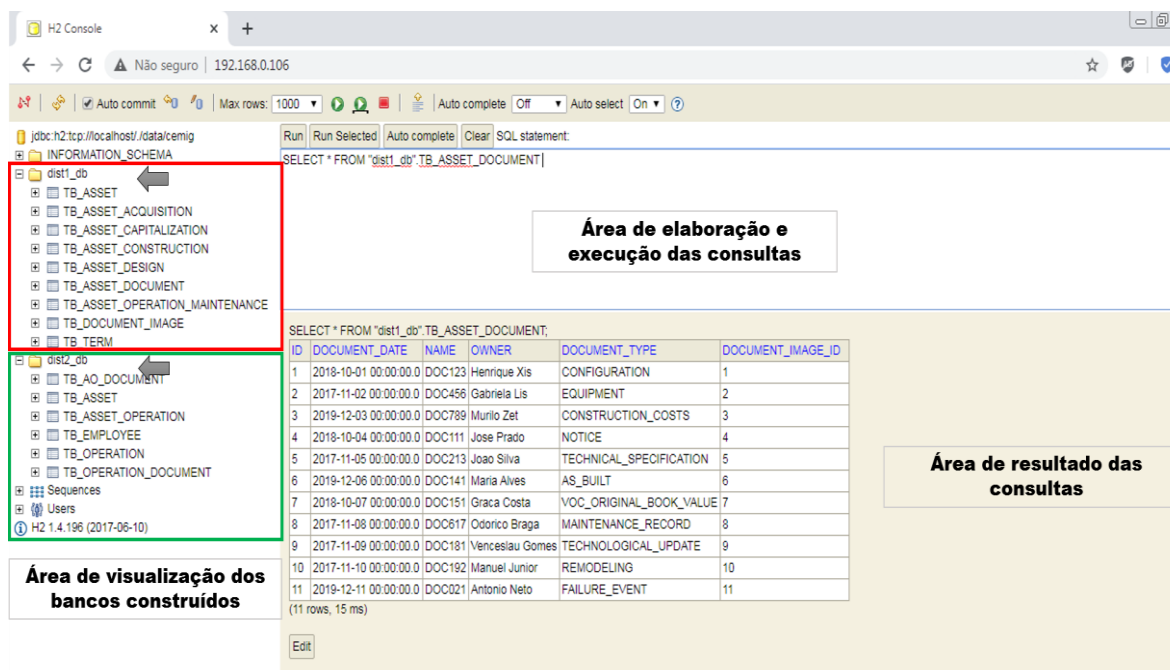 H2 Console
Não seguro | 192.168.0.106
Auto commit Max rows: 1000 Auto complete Off Auto select On
jdbc:h2:tcp://localhost/./data/cemig
INFORMATION_SCHEMA
dist1_db
TB_ASSET
TB_ASSET_ACQUISITION
TB_ASSET_CAPITALIZATION
TB_ASSET_CONSTRUCTION
TB_ASSET_DESIGN
TB_ASSET_DOCUMENT
TB_ASSET_OPERATION_MAINTENANCE
TB_DOCUMENT_IMAGE
TB_TERM
dist2_db
TB_AO_DOCUMENT
TB_ASSET
TB_ASSET_OPERATION
TB_EMPLOYEE
TB_OPERATION
TB_OPERATION_DOCUMENT
Sequences
Users
H2 1.4.196 (2017-06-10)
Área de visualização dos
bancos construídos
Run Run Selected Auto complete Clear SQL statement:
SELECT * FROM "dist1_db".TB_ASSET_DOCUMENT
Área de elaboração e
execução das consultas
SELECT * FROM "dist1_db".TB_ASSET_DOCUMENT;
ID DOCUMENT_DATE NAME OWNER DOCUMENT_TYPE DOCUMENT_IMAGE_ID
1 2018-10-01 00:00:00.0 DOC123 Henrique Xis CONFIGURATION 1
2 2017-11-02 00:00:00.0 DOC456 Gabriela Lis EQUIPMENT 2
3 2019-12-03 00:00:00.0 DOC789 Murilo Zet CONSTRUCTION_COSTS 3
4 2018-10-04 00:00:00.0 DOC111 Jose Prado NOTICE 4
5 2017-11-05 00:00:00.0 DOC213 Joao Silva TECHNICAL_SPECIFICATION 5
6 2019-12-06 00:00:00.0 DOC141 Maria Alves AS_BUILT 6
7 2018-10-07 00:00:00.0 DOC151 Graca Costa VOC_ORIGINAL_BOOK_VALUE 7
8 2017-11-08 00:00:00.0 DOC617 Odorico Braga MAINTENANCE_RECORD 8
9 2017-11-09 00:00:00.0 DOC181 Venceslau Gomes TECHNOLOGICAL_UPDATE 9
10 2017-11-10 00:00:00.0 DOC192 Manuel Junior REMODELING 10
11 2019-12-11 00:00:00.0 DOC021 Antonio Neto FAILURE_EVENT 11
(11 rows, 15 ms)
Edit
Área de resultado das
consultas